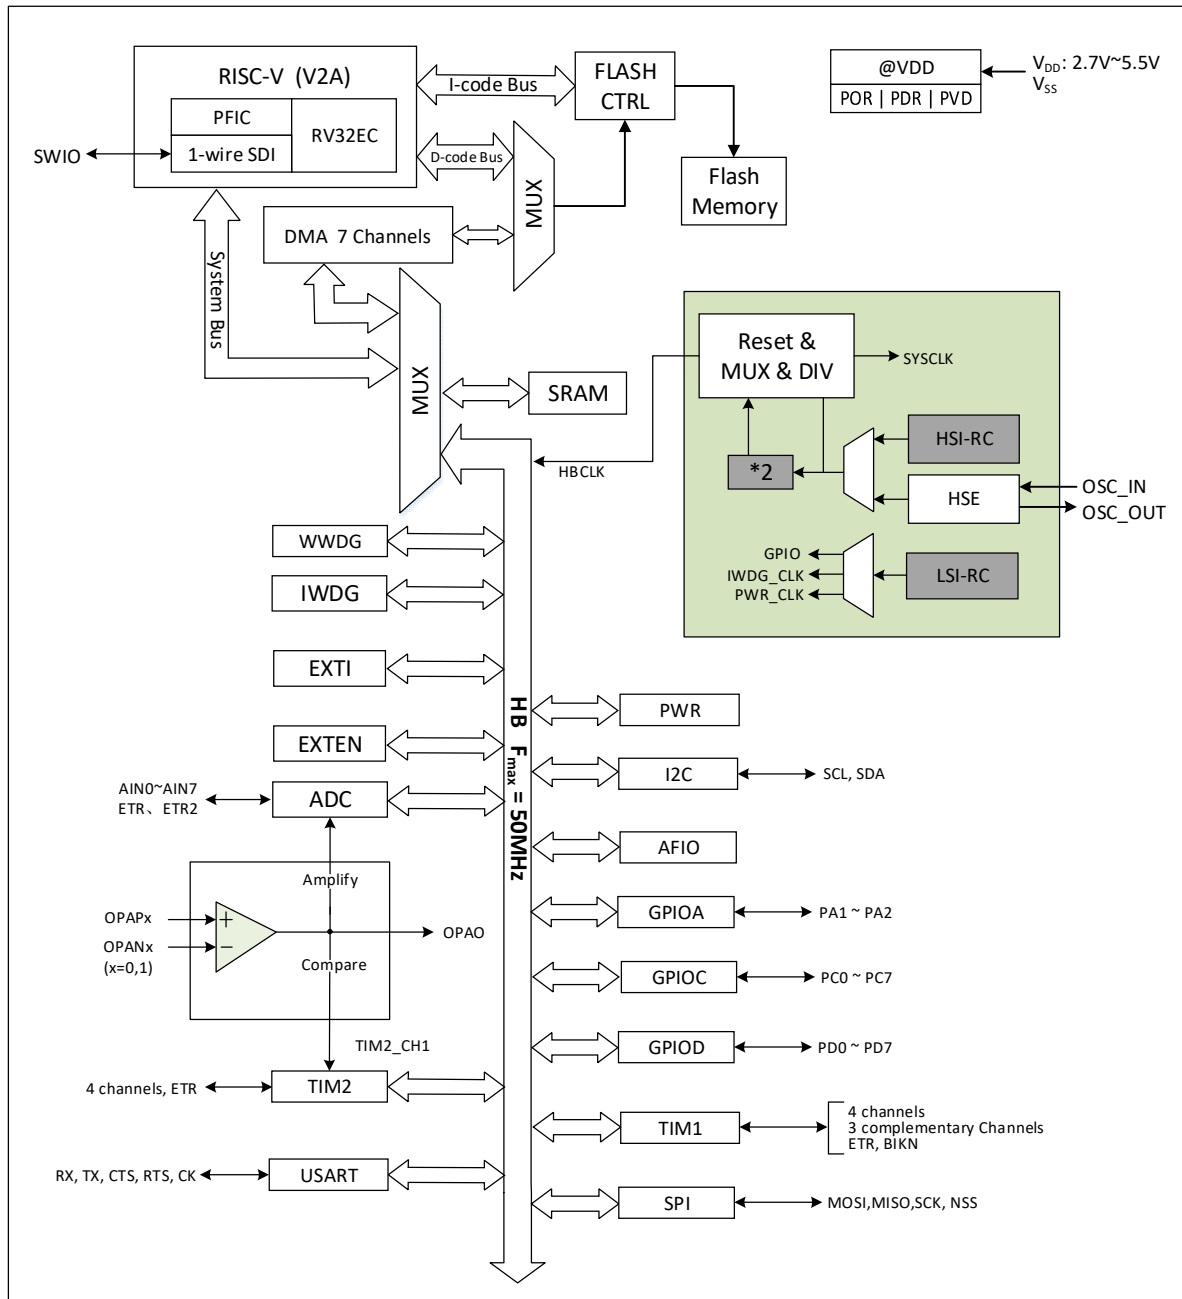 RISC-V (V2A)
PFIC
1-wire SDI
RV32EC
SWIO
I-code Bus
D-code Bus
FLASH
CTRL
MUX
Flash
Memory
@VDD
POR | PDR | PVD
VDD: 2.7V~5.5V
VSS
DMA 7 Channels
System Bus
MUX
SRAM
Reset &
MUX & DIV
SYSCLK
HBCLK
*2
HSI-RC
HSE
OSC_IN
OSC_OUT
GPIO
IWDG_CLK
PWR_CLK
LSI-RC
WWDG
IWDG
EXTI
EXTEN
AIN0~AIN7
ETR、ETR2
ADC
Amplify
OPAPx
OPANx
(x=0,1)
+
−
OPAO
Compare
TIM2_CH1
4 channels, ETR
TIM2
RX, TX, CTS, RTS, CK
USART
HB Fmax = 50MHz
PWR
I2C
SCL, SDA
AFIO
GPIOA
PA1 ~ PA2
GPIOC
PC0 ~ PC7
GPIOD
PD0 ~ PD7
TIM1
4 channels
3 complementary Channels
ETR, BIKN
SPI
MOSI,MISO,SCK, NSS